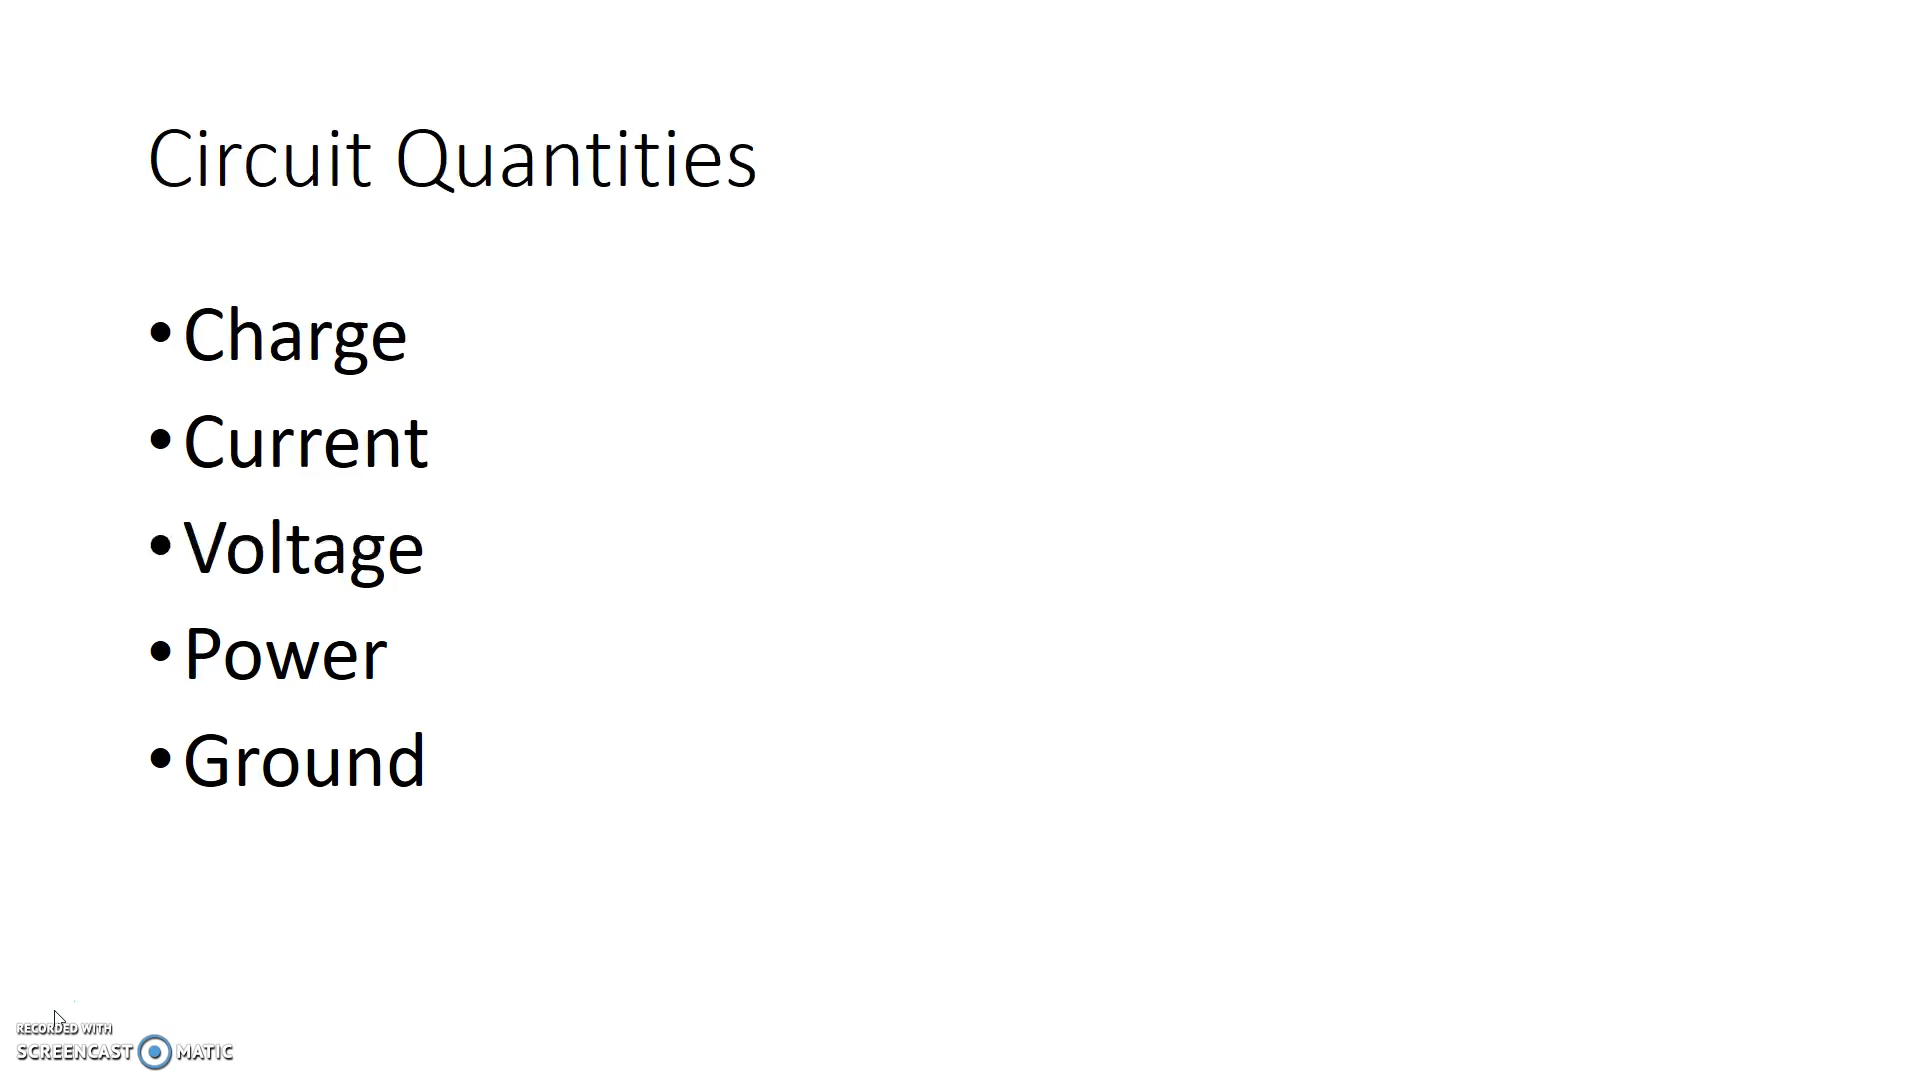 Circuit Quantities
•Charge
•Current
•Voltage
•Power
•Ground
RECORDED WITH
SCREENCAST MATIC